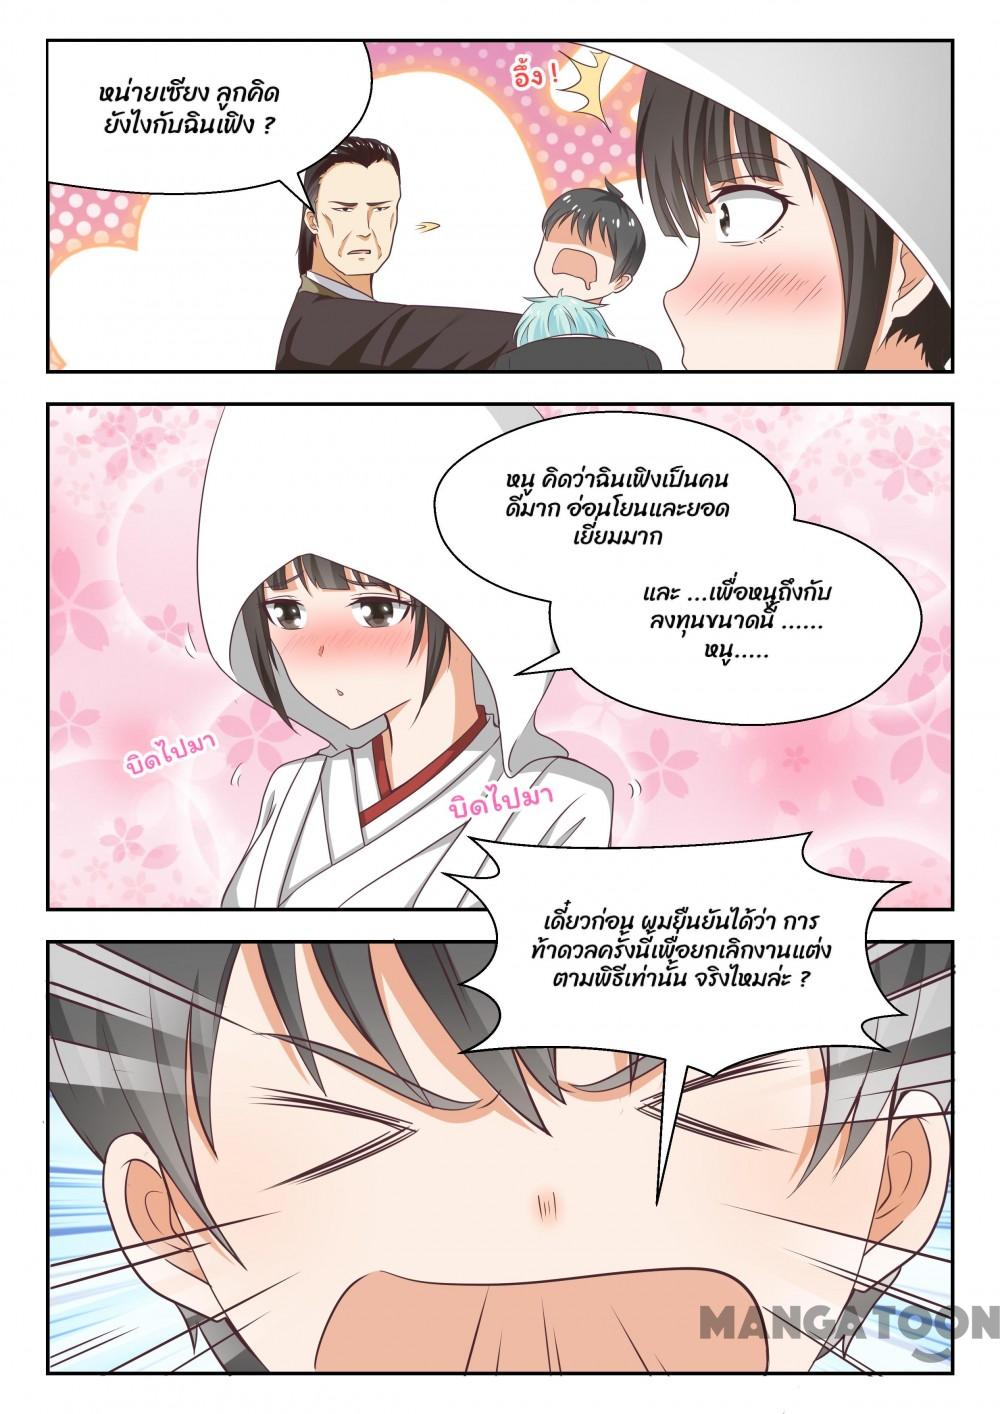 หน่ายเซียง ลูกคิด
ยังไงกับฉินเฟิง ?
อึ้ง !
หนู คิดว่าฉินเฟิงเป็นคน
ดีมาก อ่อนโยนและยอด
เยี่ยมมาก
และ ...เพื่อหนูถึงกับ
ลงทุนขนาดนี้ ......
หนู.....
บิดไปมา
บิดไปมา
เดี๋ยวก่อน ผมยืนยันได้ว่า การ
ท้าดวลครั้งนี้เพื่อยกเลิกงานแต่ง
ตามพิธีเท่านั้น จริงไหมล่ะ ?
MANGATOON